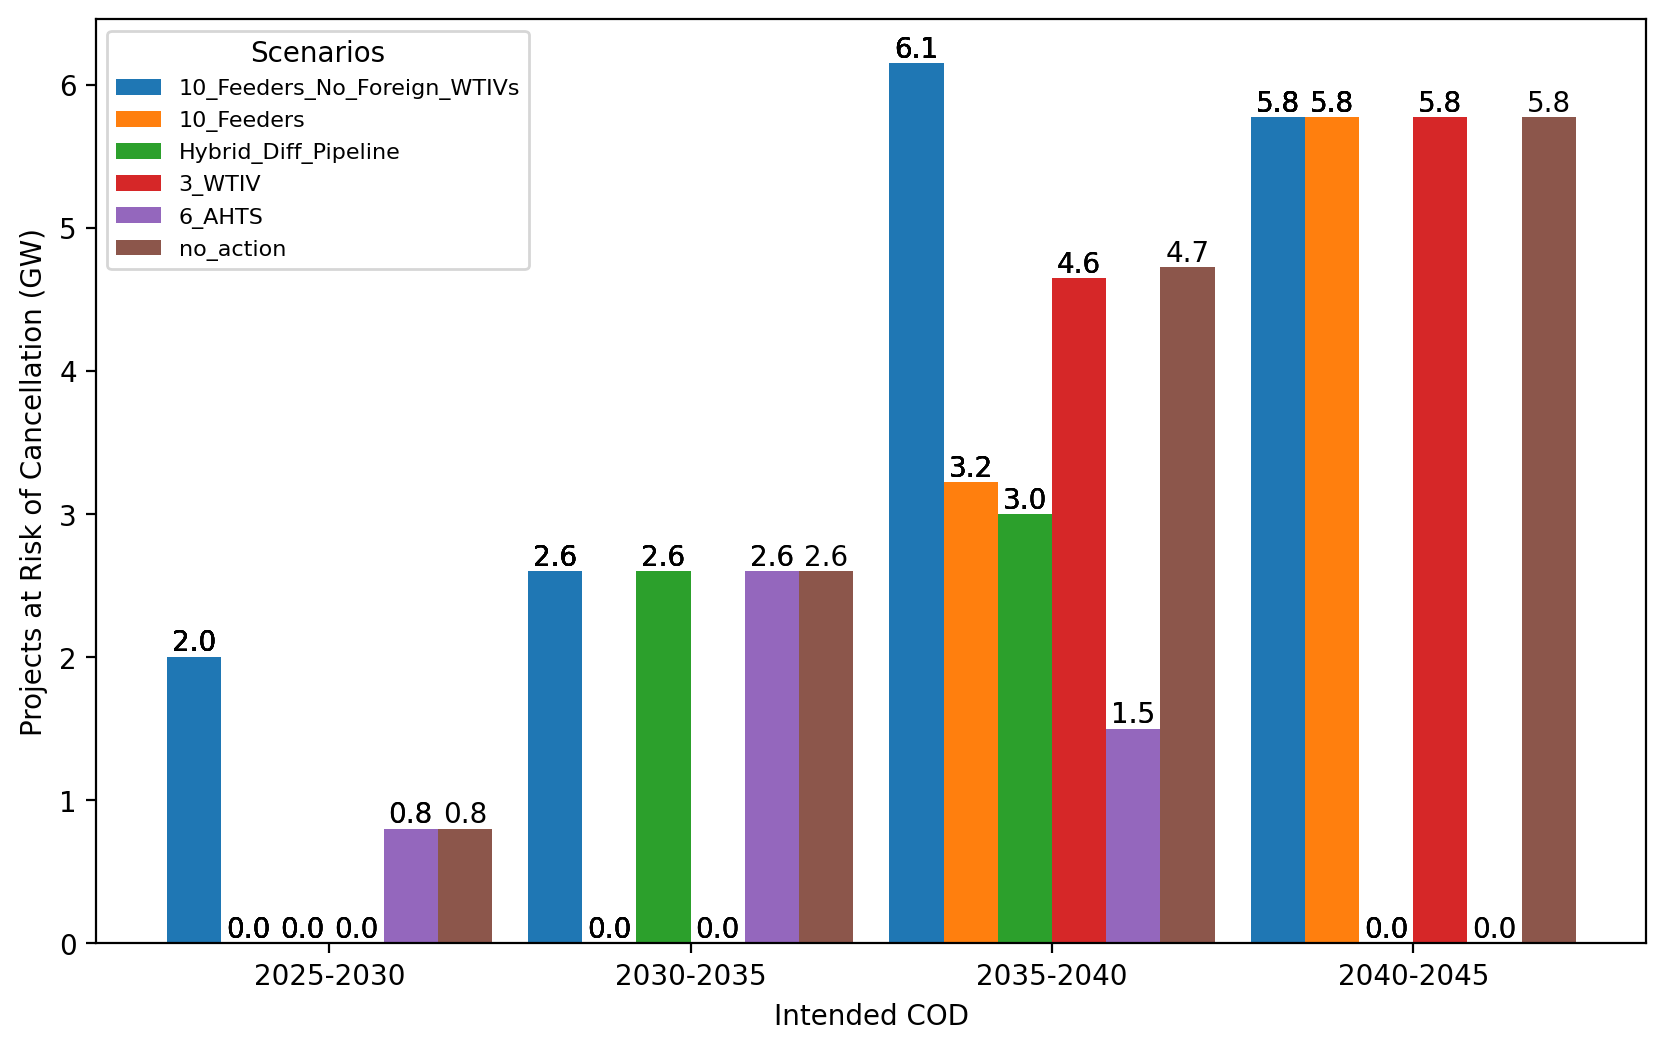 Scenarios
10_Feeders_No_Foreign_WTIVs
10_Feeders
Hybrid_Diff_Pipeline
3_WTIV
6_AHTS
no_action
Projects at Risk of Cancellation (GW)
6
5
4
3
2
1
0
2.0
0.0 0.0 0.0
0.8 0.8
2.6
0.0
2.6
0.0
2.6 2.6
6.1
3.2
3.0
4.6
1.5
4.7
5.8 5.8
0.0
5.8
0.0
5.8
2025-2030
2030-2035
2035-2040
2040-2045
Intended COD